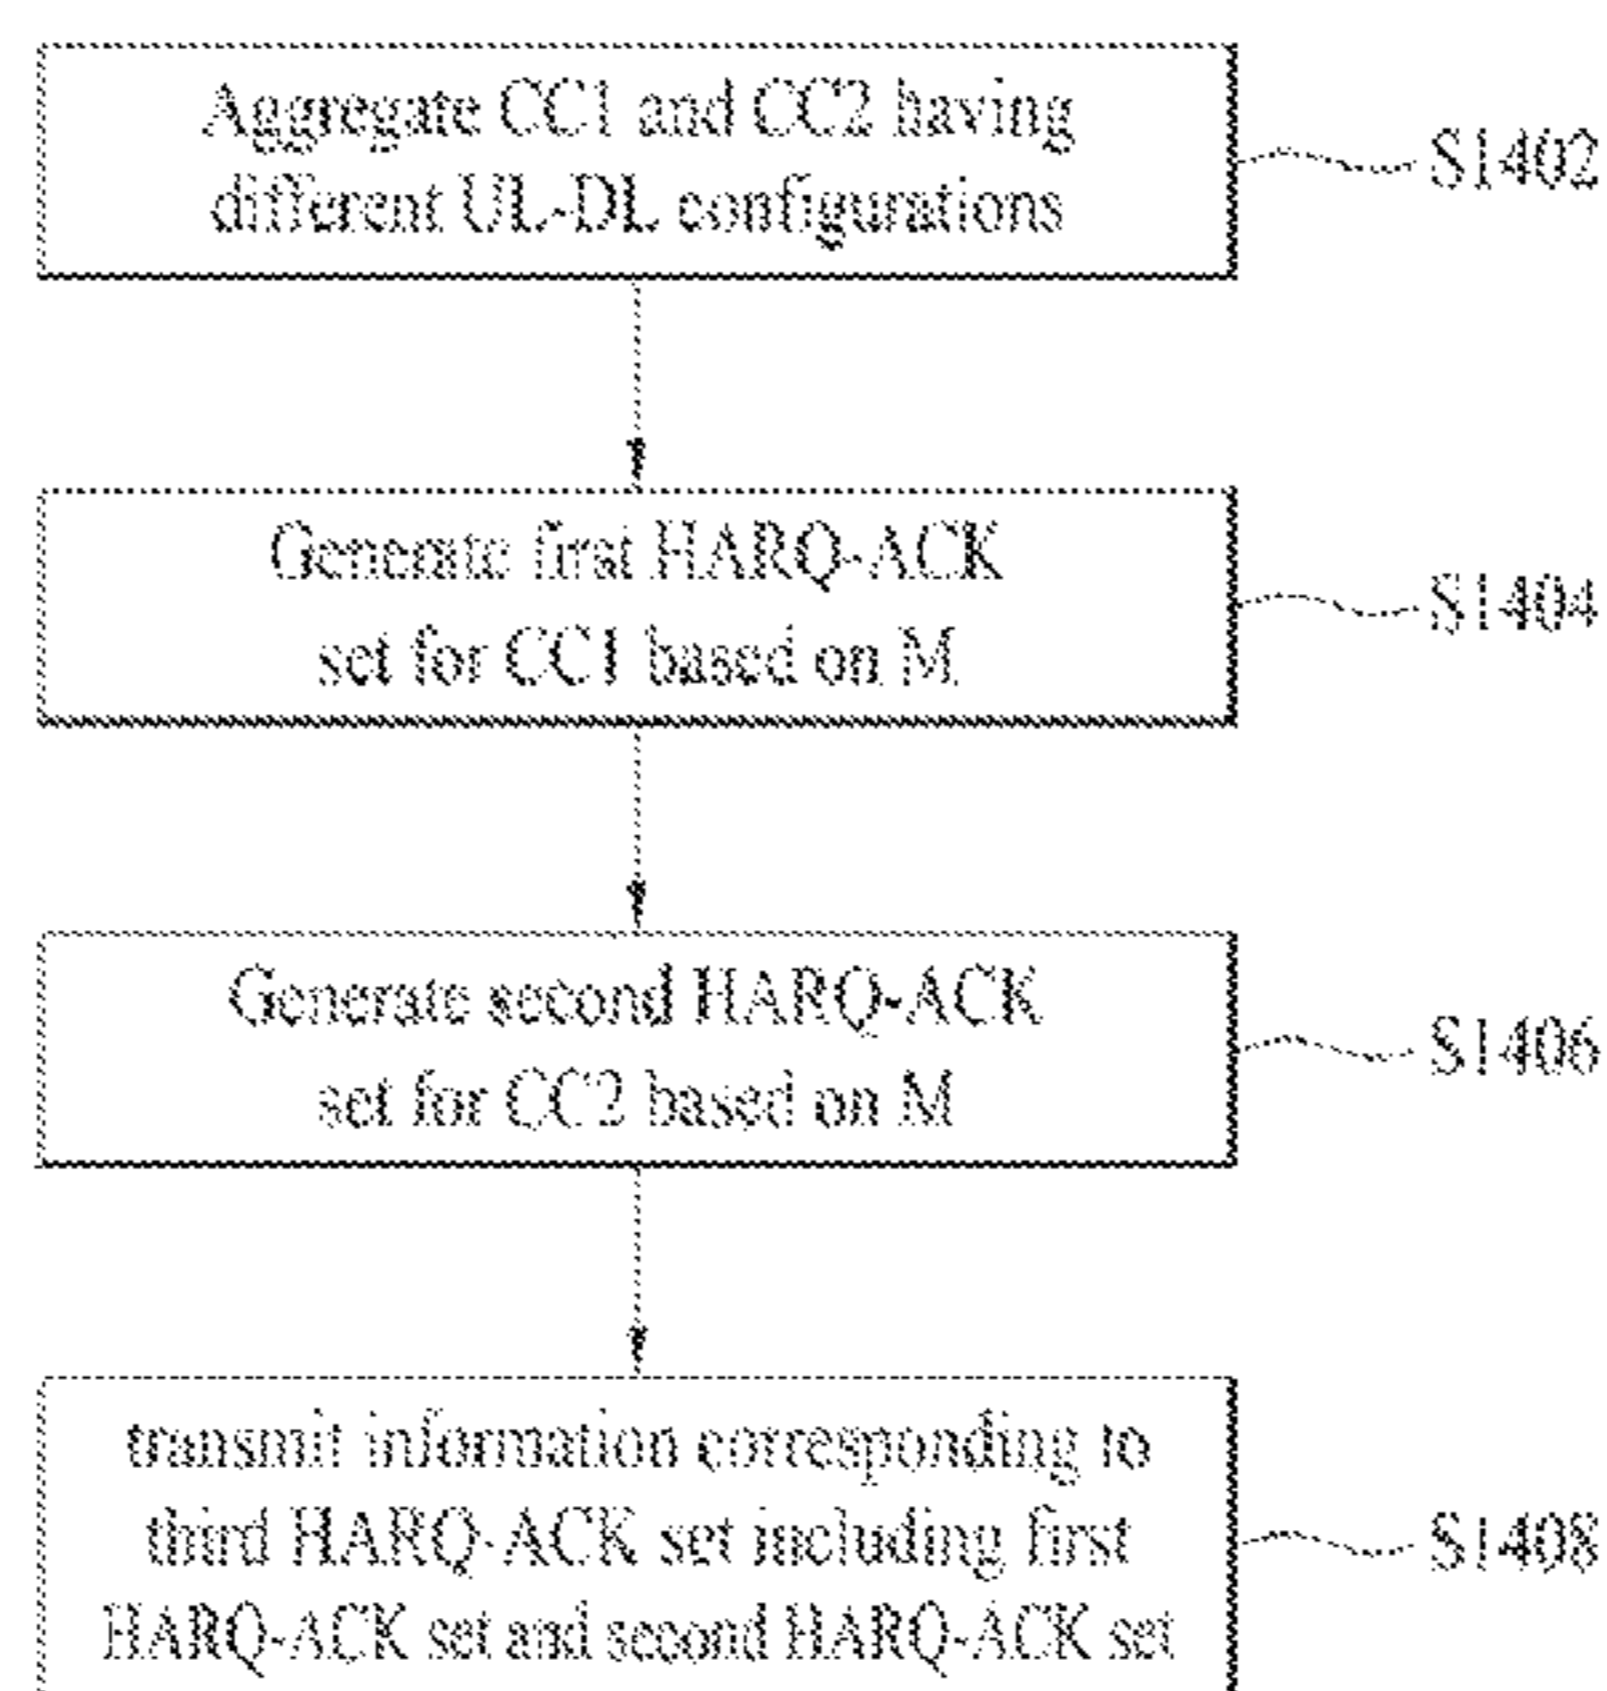 Aggregate CC1 and CC2 having
different UL-DL configurations
S1402
Generate first HARQ-ACK
set for CC1 based on M
S1404
Generate second HARQ-ACK
set for CC2 based on M
S1406
transmit information corresponding to
third HARQ-ACK set including first
HARQ-ACK set and second HARQ-ACK set
S1408